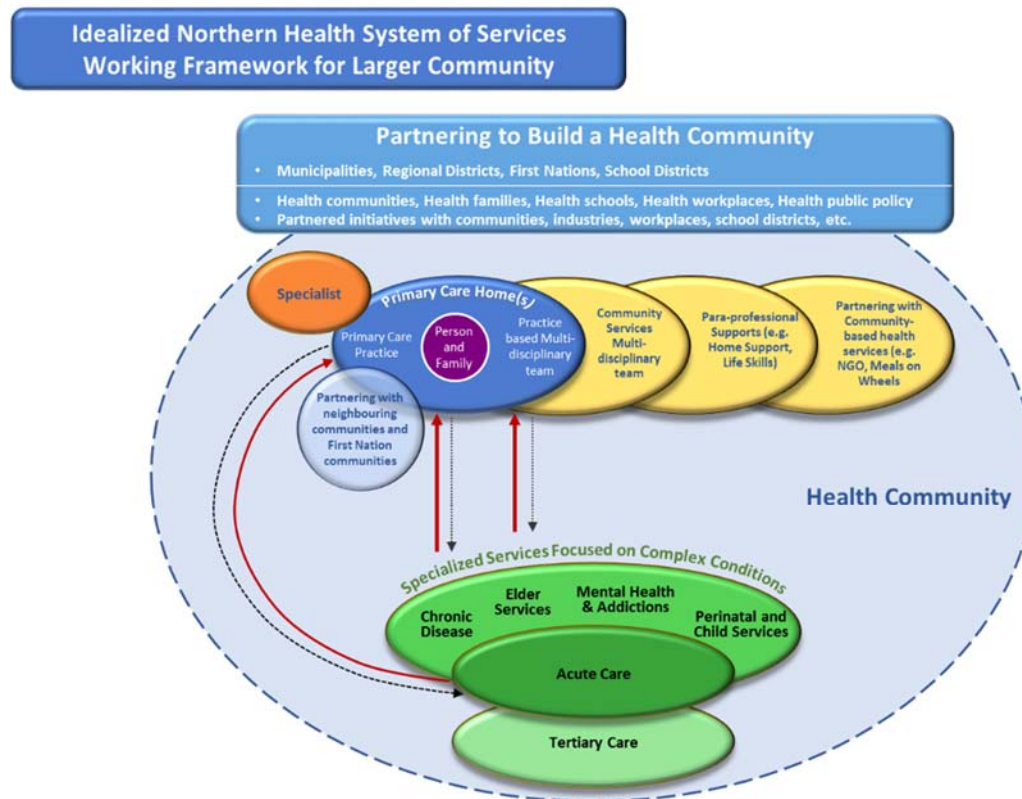 Idealized Northern Health System of Services
Working Framework for Larger Community
Partnering to Build a Health Community
• Municipalities, Regional Districts, First Nations, School Districts
• Health communities, Health families, Health schools, Health workplaces, Health public policy
• Partnered initiatives with communities, industries, workplaces, school districts, etc.
Specialist
Primary Care Home(s)
Primary Care
Practice
Person
and
Family
Practice
based Multi-
disciplinary
team
Community
Services
Multi-
disciplinary
team
Para-professional
Supports (e.g.
Home Support,
Life Skills)
Partnering with
Community-
based health
services (e.g.
NGO, Meals on
Wheels
Partnering with
neighbouring
communities and
First Nation
communities
Health Community
Specialized Services Focused on Complex Conditions
Chronic
Disease
Elder
Services
Mental Health
& Addictions
Perinatal and
Child Services
Acute Care
Tertiary Care